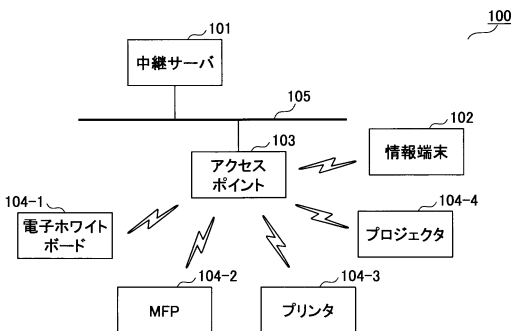 100
101
中継サーバ
105
103
アクセス
ポイント
102
情報端末
104-1
電子ホワイト
ボード
104-4
プロジェクタ
104-2
MFP
104-3
プリンタ